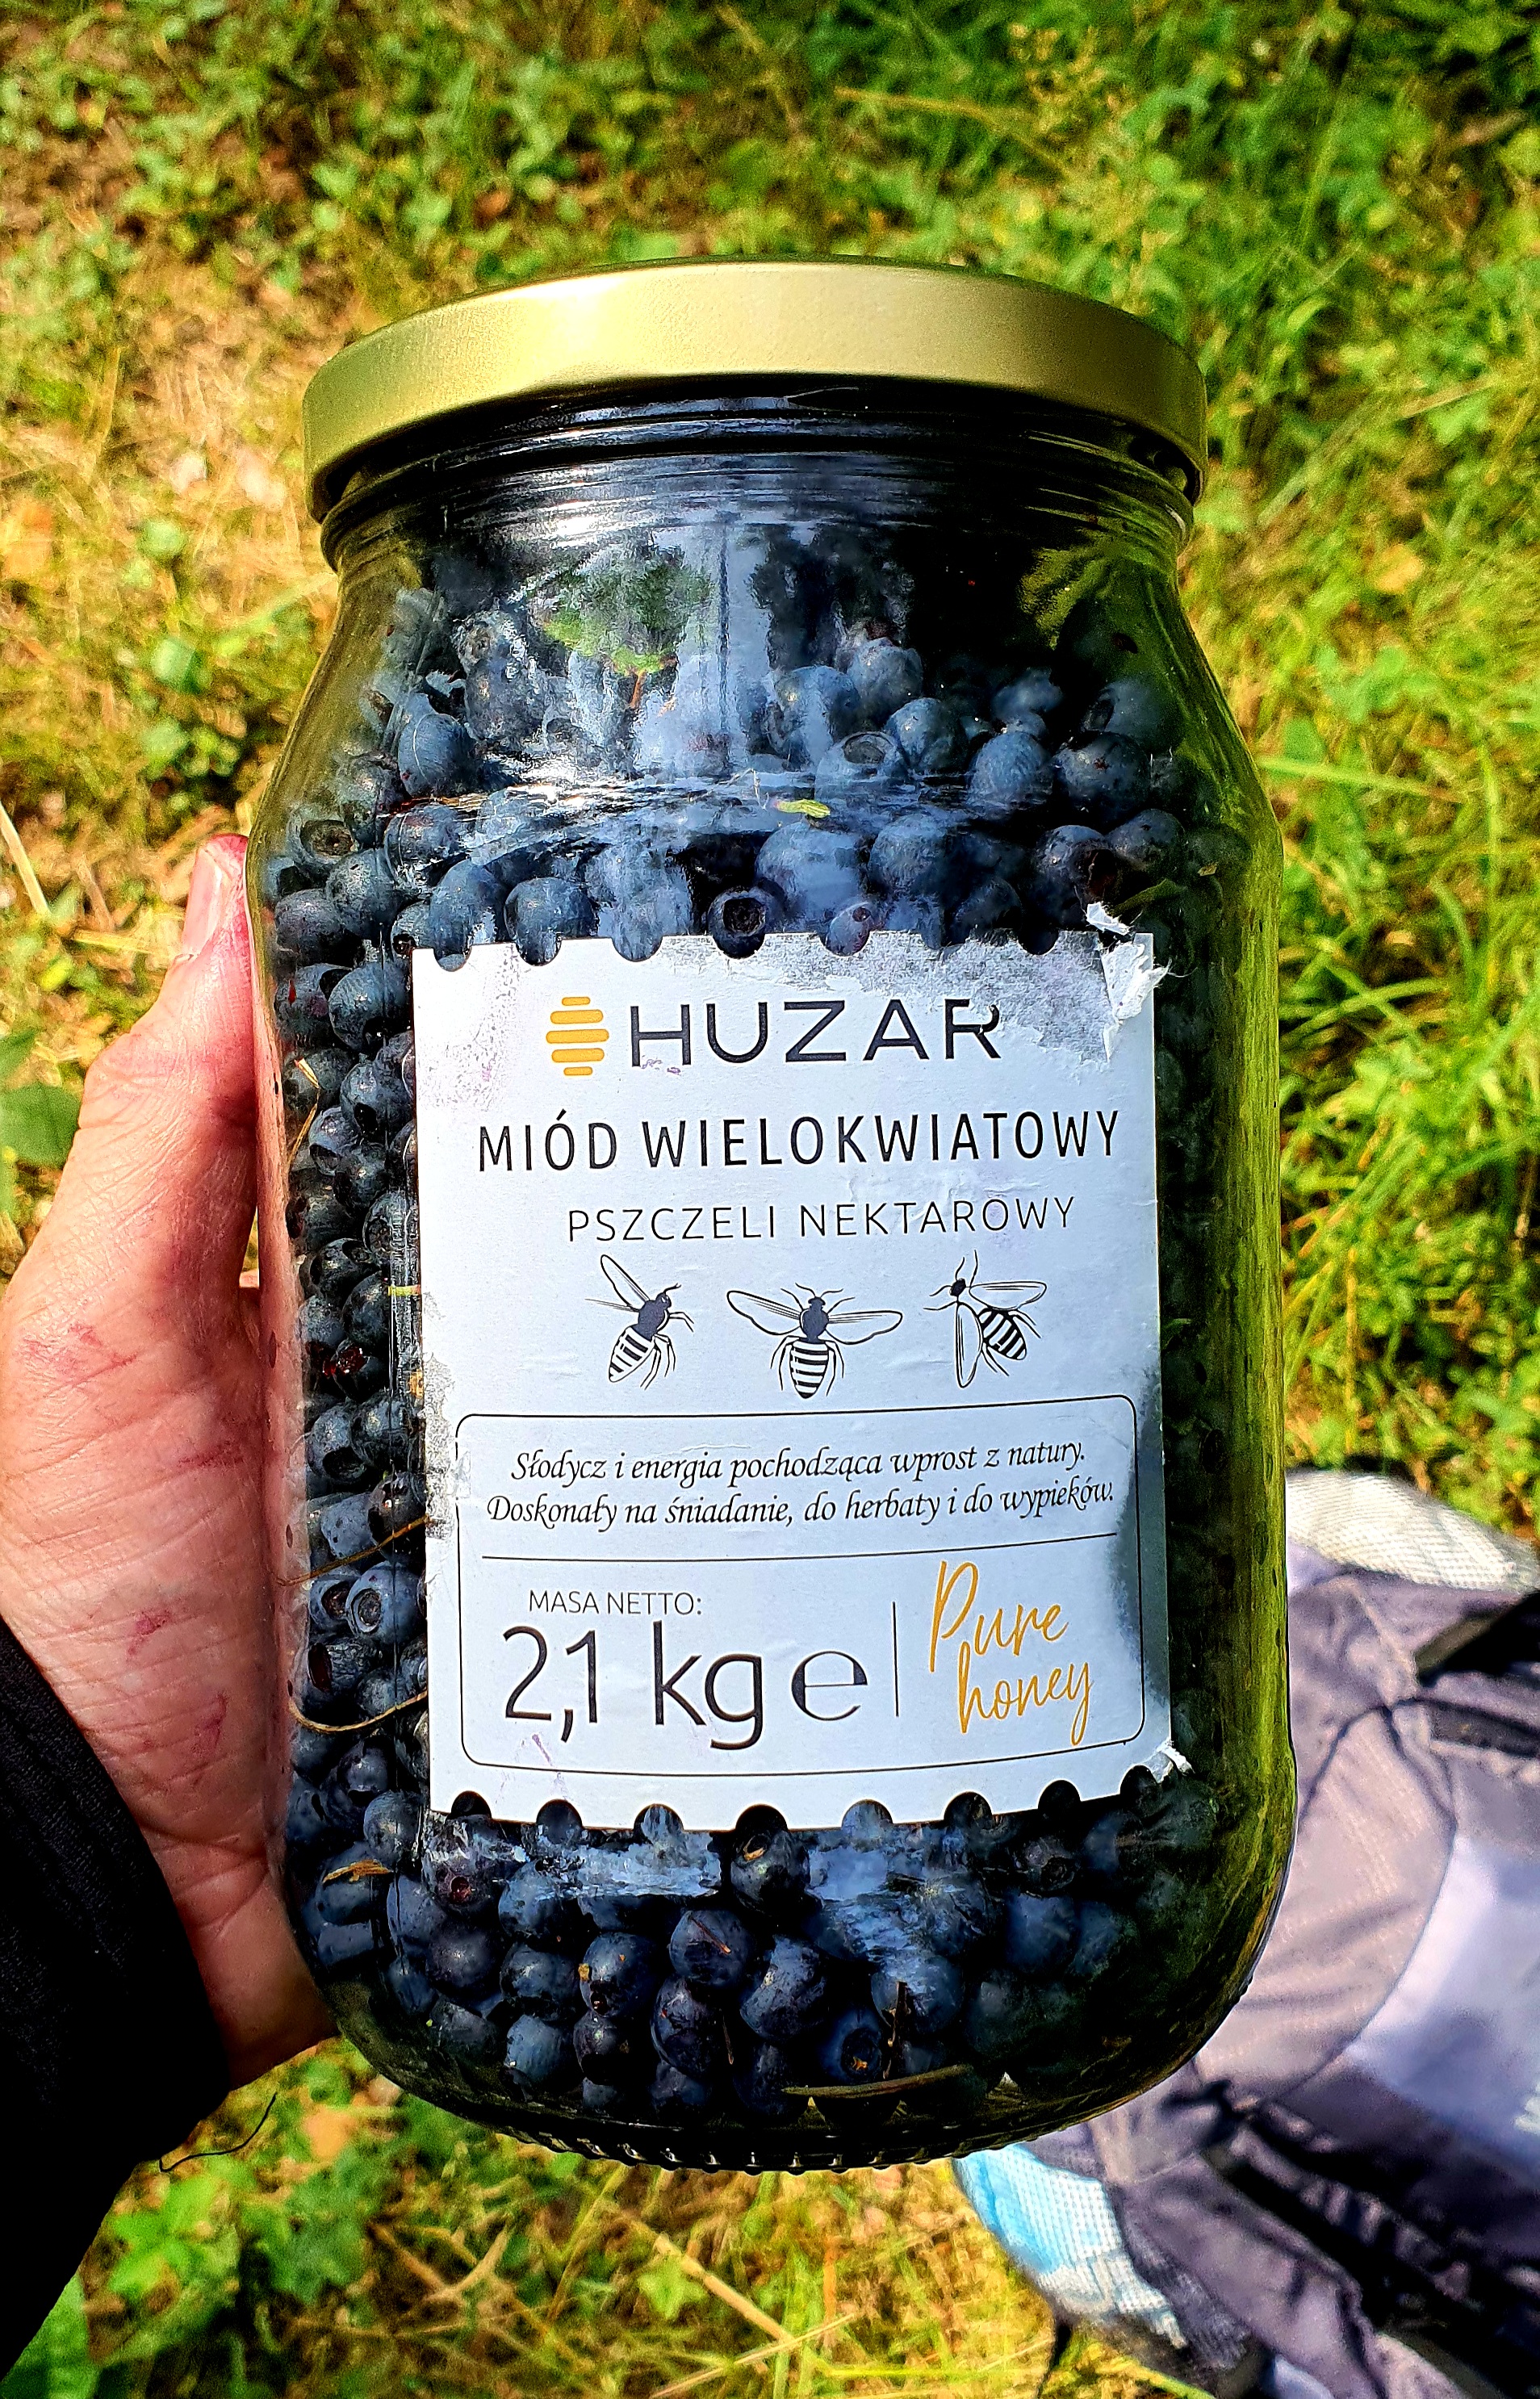 HUZAR
MIÓD WIELOKWIATOWY
PSZCZELI NEKTAROWY
Słodycz i energia pochodząca wprost z natury.
Doskonały na śniadanie, do herbaty i do wypieków.
MASA NETTO:
2,1 kg ℮
Pure
honey